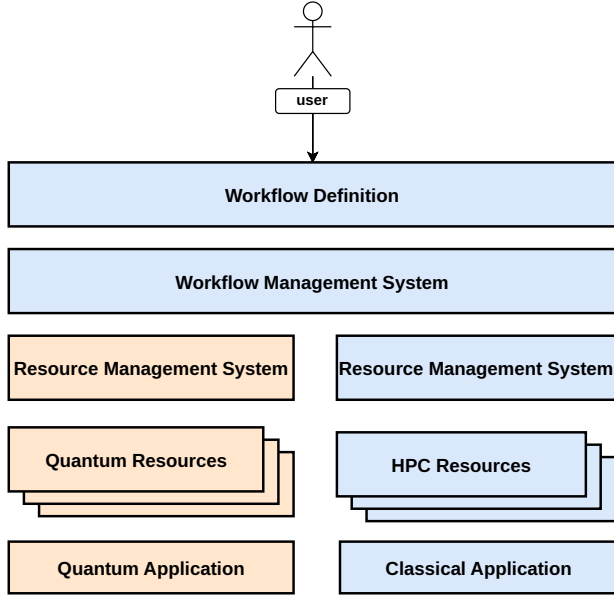 user
Workflow Definition
Workflow Management System
Resource Management System
Resource Management System
Quantum Resources
HPC Resources
Quantum Application
Classical Application